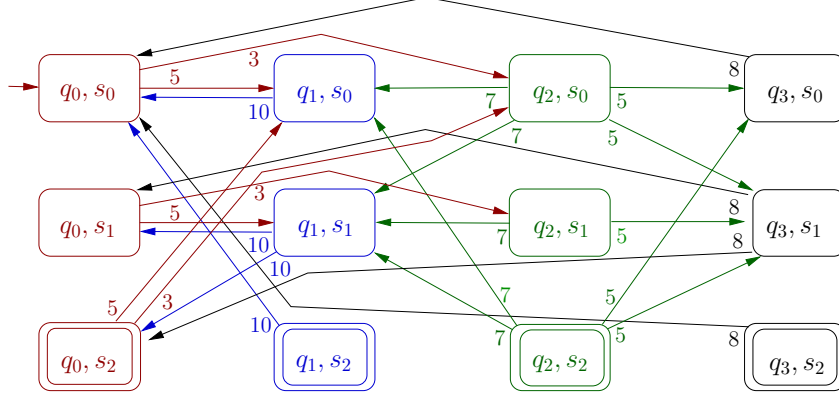 3 8
q₀, s₀ 5 q₁, s₀ q₂, s₀ q₃, s₀
10 7 5
7 5
3 8
q₀, s₁ 5 q₁, s₁ q₂, s₁ q₃, s₁
10 7 5 8
10
5 3 7 5
10 7 5 8
q₀, s₂ q₁, s₂ q₂, s₂ q₃, s₂